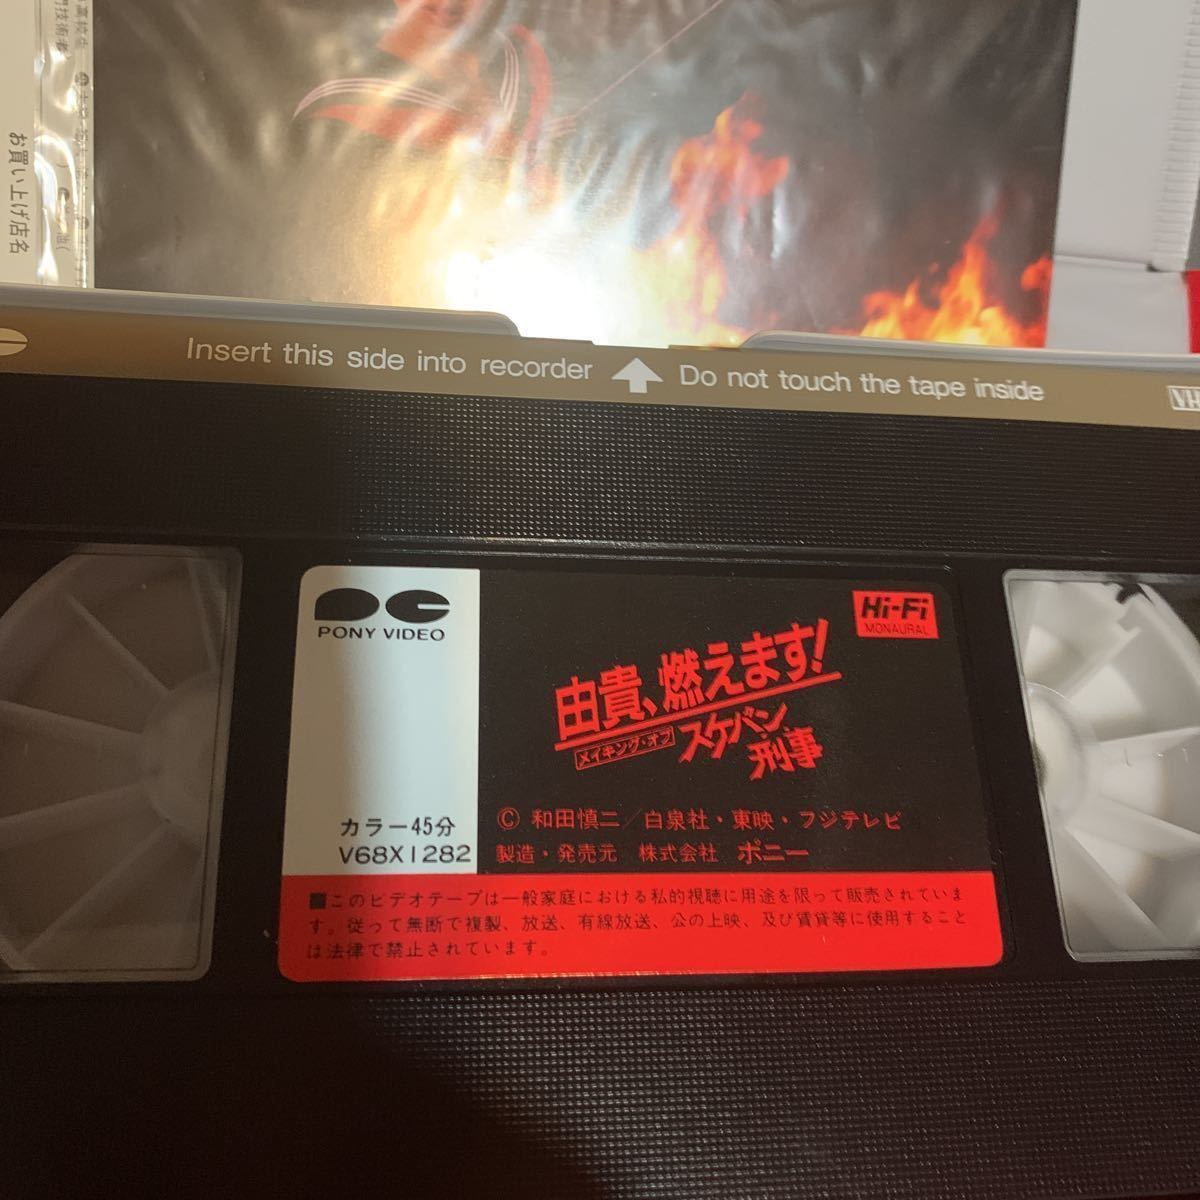 お買い上げ店名
Insert this side into recorder Do not touch the tape inside
VH
PONY VIDEO
Hi-Fi
MONAURAL
由貴、燃えます!
メイキング・オブ スケバン
刑事
カラー45分
V68X1282
© 和田慎二/白泉社・東映・フジテレビ
製造・発売元 株式会社 ポニー
■このビデオテープは一般家庭における私的視聴に用途を限って販売されていま
す。従って無断で複製、放送、有線放送、公の上映、及び賃貸等に使用すること
は法律で禁止されています。